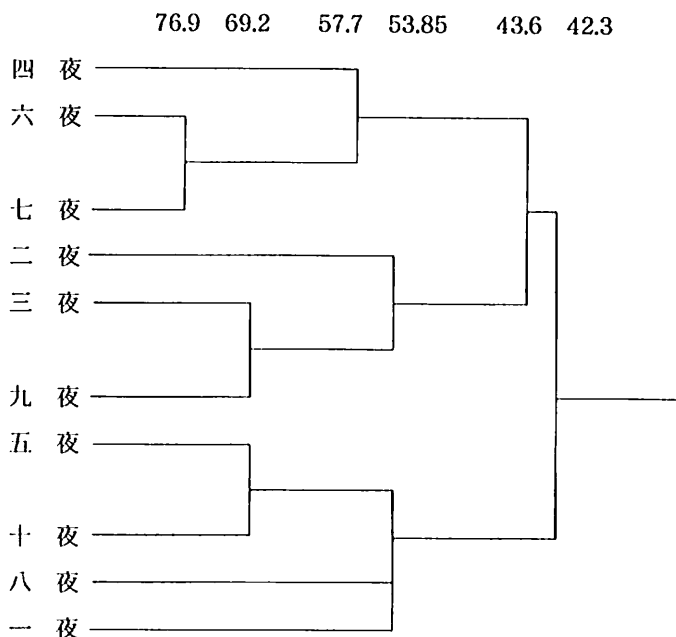 76.9 69.2 57.7 53.85 43.6 42.3
四 夜
六 夜
七 夜
二 夜
三 夜
九 夜
五 夜
十 夜
八 夜
一 夜